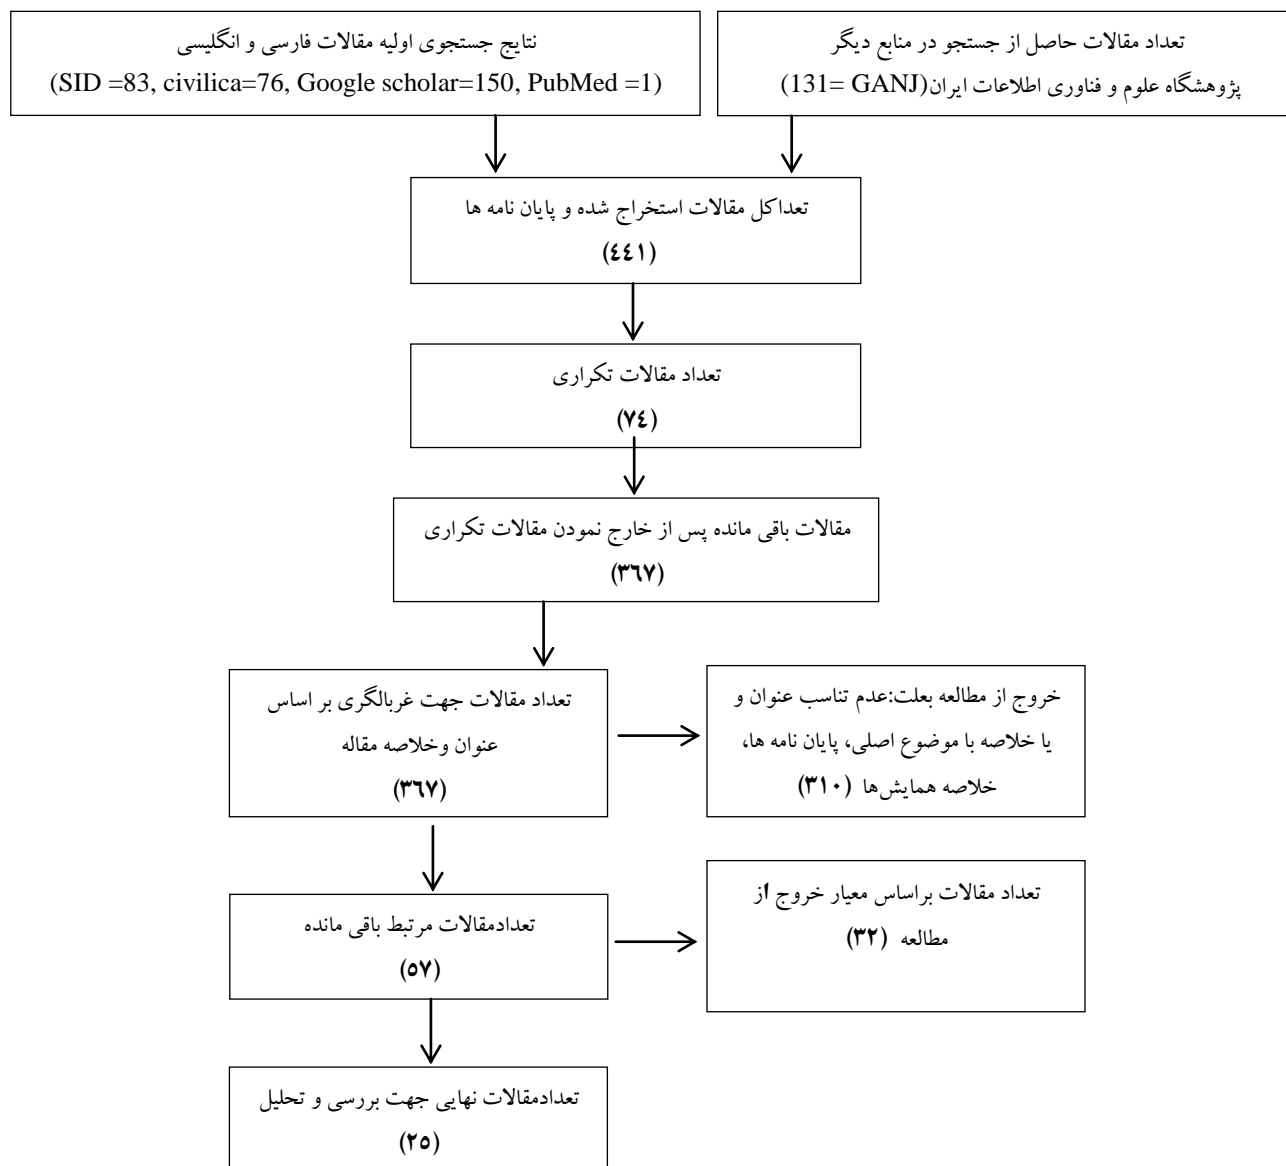 نتایج جستجوی اولیه مقالات فارسی و انگلیسی
(SID =83, civilica=76, Google scholar=150, PubMed =1)
تعداد مقالات حاصل از جستجو در منابع دیگر
پژوهشگاه علوم و فناوری اطلاعات ایران(GANJ =131)
تعداکل مقالات استخراج شده و پایان نامه ها
(٤٤١)
تعداد مقالات تکراری
(٧٤)
مقالات باقی مانده پس از خارج نمودن مقالات تکراری
(٣٦٧)
تعداد مقالات جهت غربالگری بر اساس
عنوان وخلاصه مقاله
(٣٦٧)
خروج از مطالعه بعلت:عدم تناسب عنوان و
یا خلاصه با موضوع اصلی، پایان نامه ها،
خلاصه همایش‌ها (٣١٠)
تعدادمقالات مرتبط باقی مانده
(٥٧)
تعداد مقالات براساس معیار خروج از
مطالعه (٣٢)
تعدادمقالات نهایی جهت بررسی و تحلیل
(٢٥)